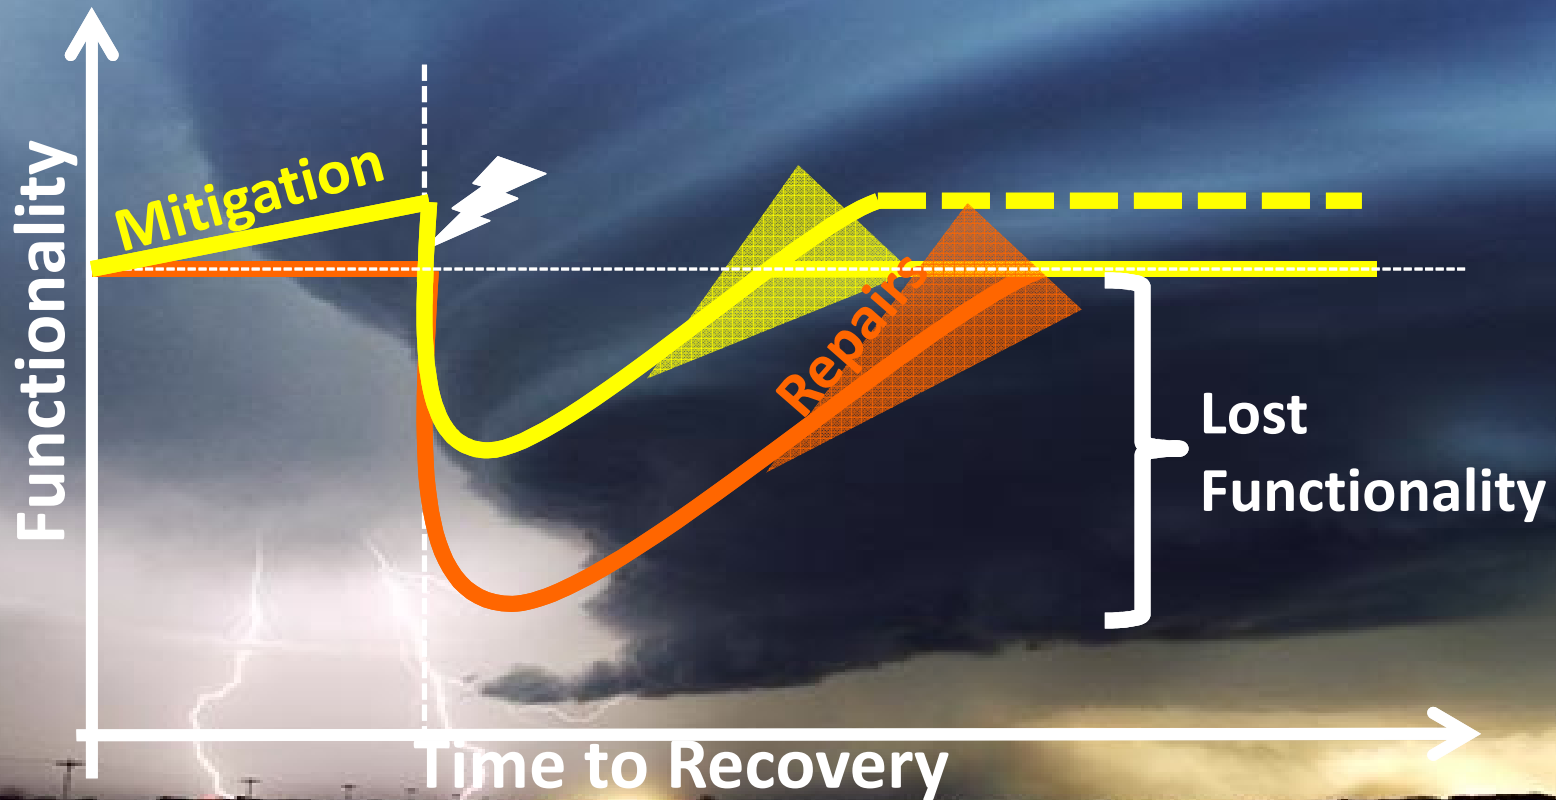 Functionality
Mitigation
Repairs
Lost
Functionality
Time to Recovery